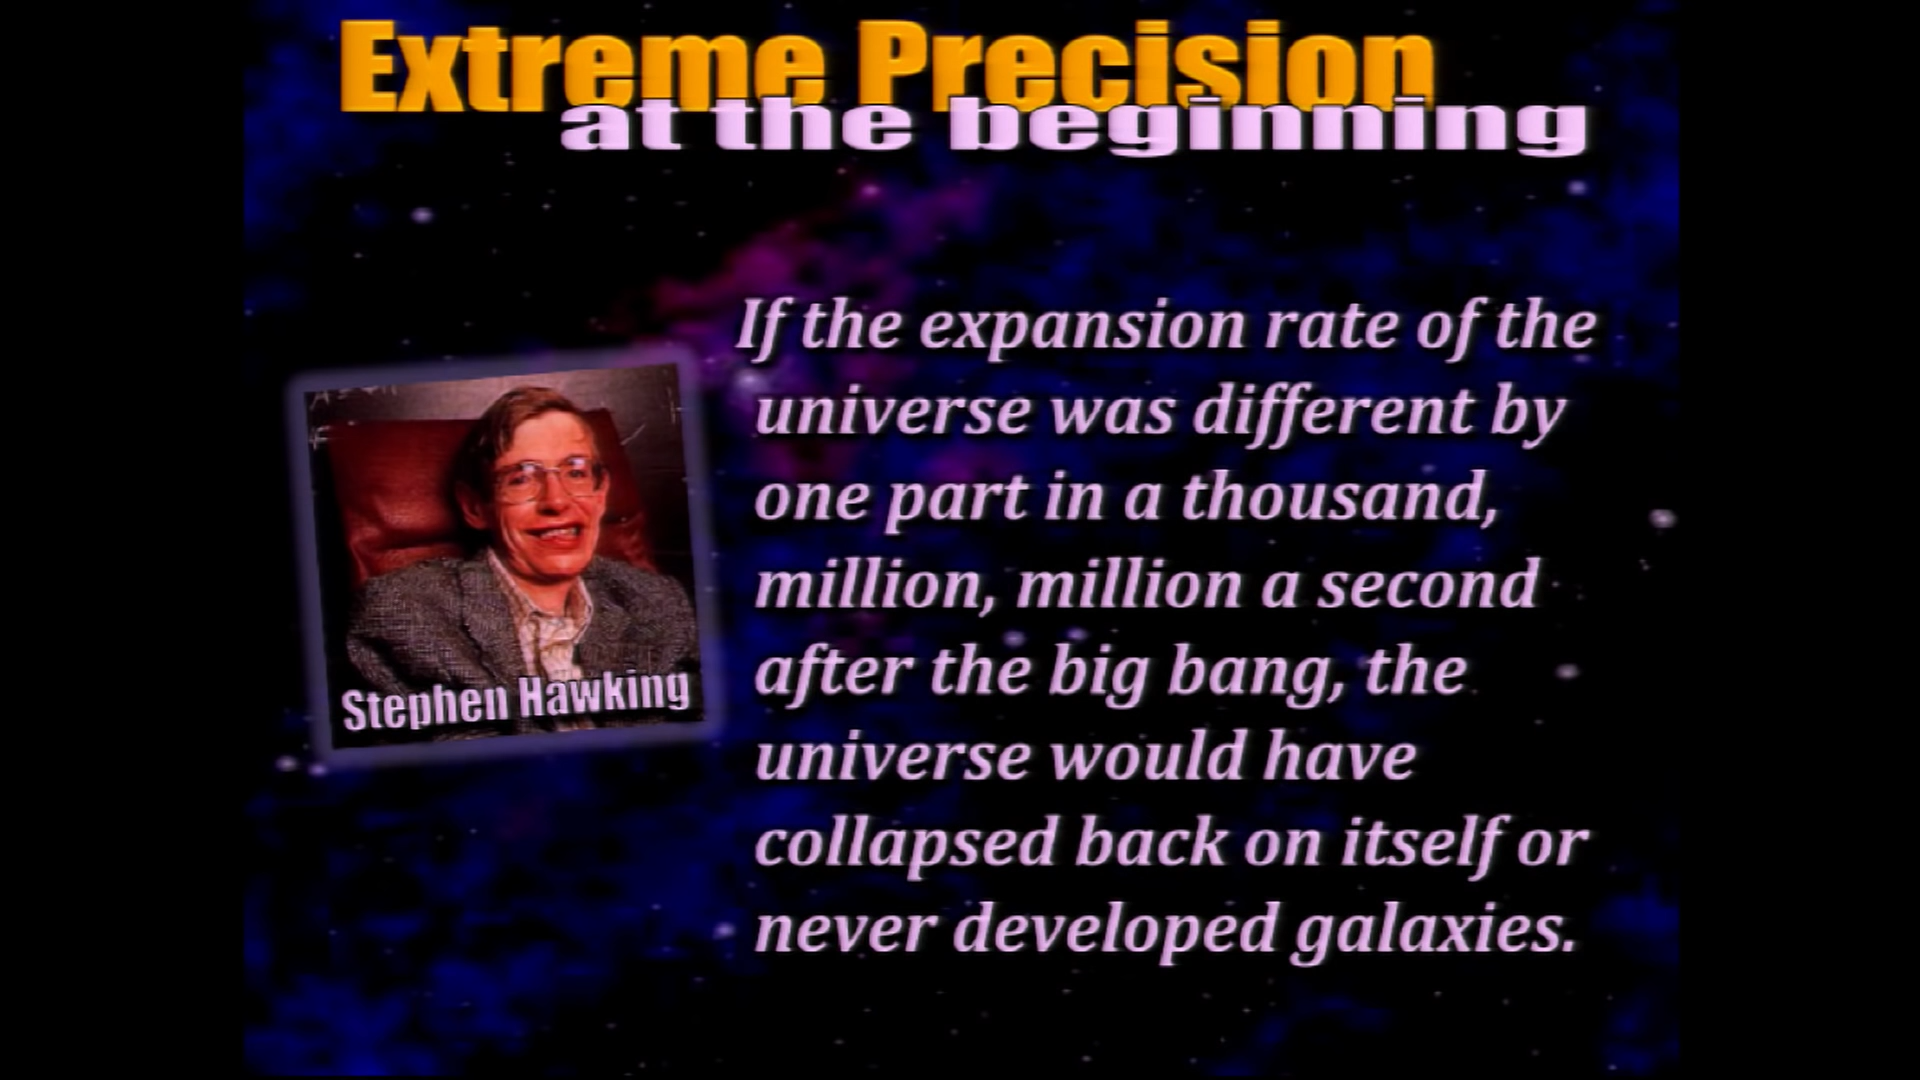 Extreme Precision
at the beginning
If the expansion rate of the
universe was different by
one part in a thousand,
million, million a second
after the big bang, the
universe would have
collapsed back on itself or
never developed galaxies.
Stephen Hawking